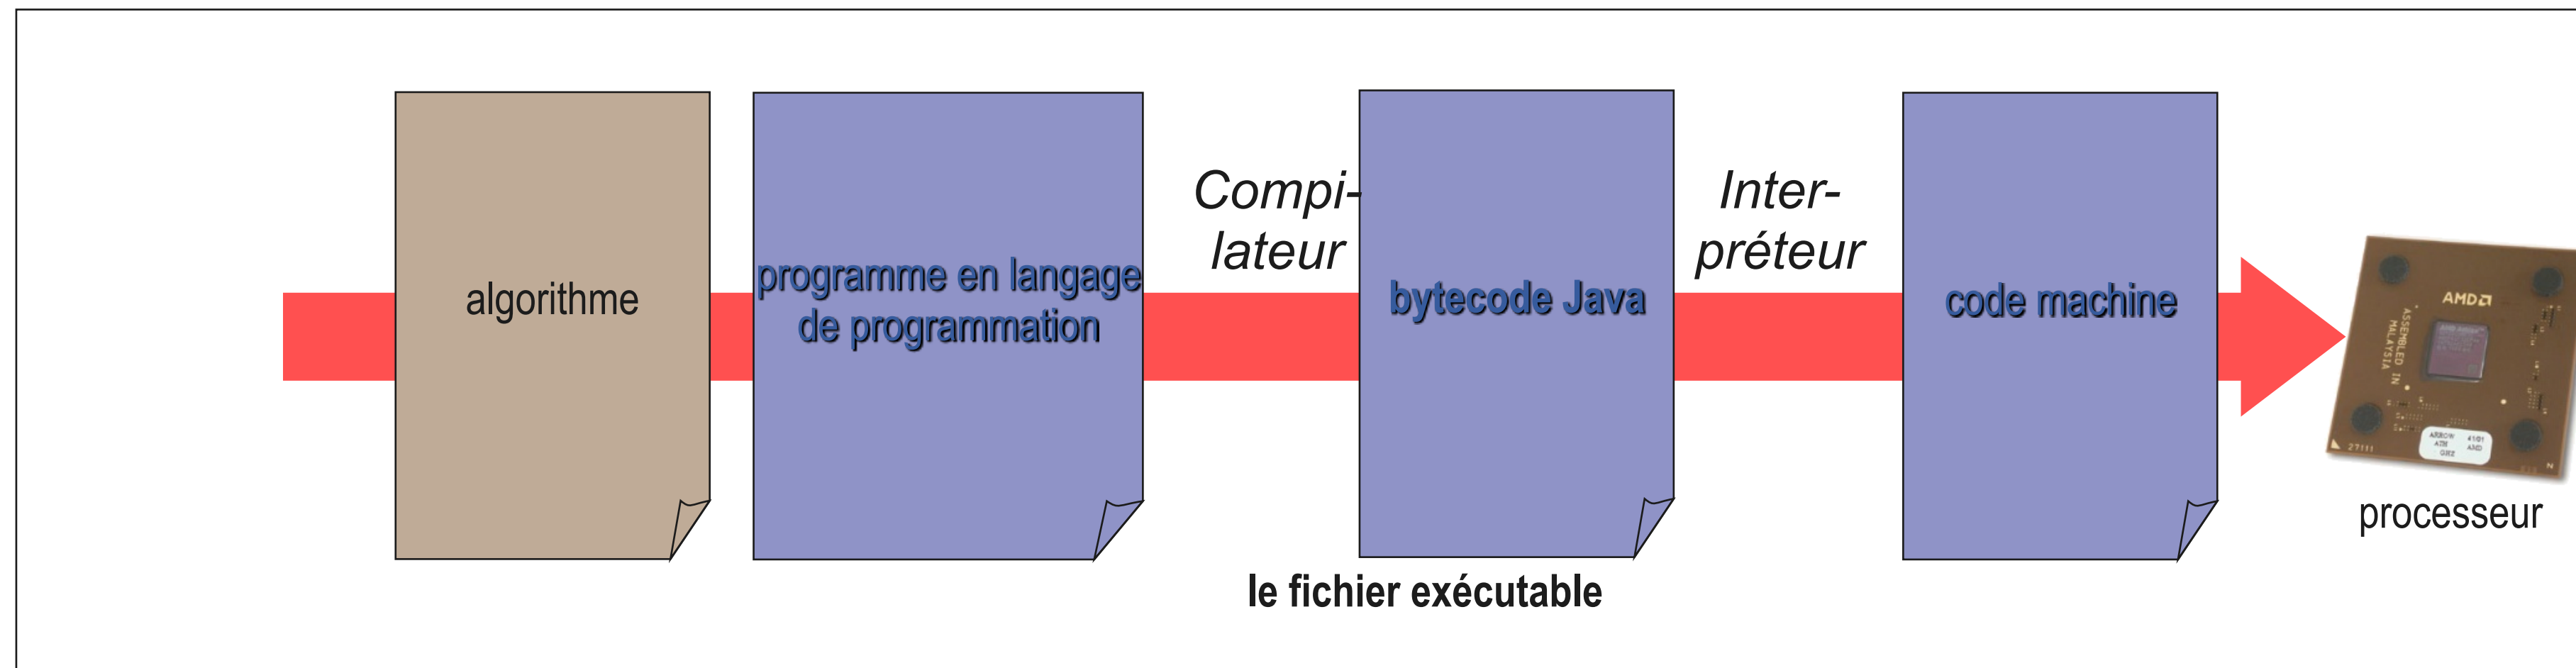 algorithme
programme en langage
de programmation
Compi-
lateur
bytecode Java
Inter-
préteur
code machine
AMD
ASSEMBLED IN
MALAYSIA
27111
processeur
le fichier exécutable